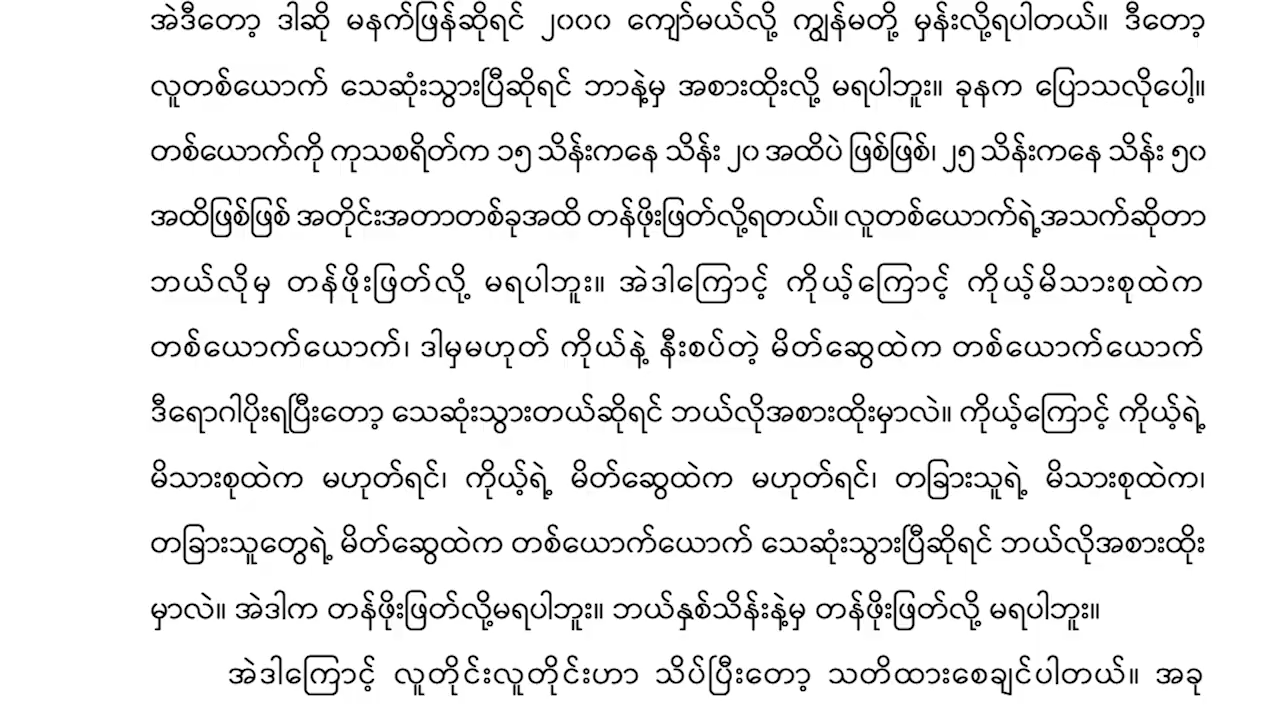 အဲဒီတော့ ဒါဆို မနက်ဖြန်ဆိုရင် ၂၀၀၀ ကျော်မယ်လို့ ကျွန်မတို့ မှန်းလို့ရပါတယ်။ ဒီတော့
လူတစ်ယောက် သေဆုံးသွားပြီဆိုရင် ဘာနဲ့မှ အစားထိုးလို့ မရပါဘူး။ ခုနက ပြောသလိုပေါ့။
တစ်ယောက်ကို ကုသစရိတ်က ၁၅ သိန်းကနေ သိန်း ၂၀ အထိပဲ ဖြစ်ဖြစ်၊ ၂၅ သိန်းကနေ သိန်း ၅၀
အထိဖြစ်ဖြစ် အတိုင်းအတာတစ်ခုအထိ တန်ဖိုးဖြတ်လို့ရတယ်။ လူတစ်ယောက်ရဲ့အသက်ဆိုတာ
ဘယ်လိုမှ တန်ဖိုးဖြတ်လို့ မရပါဘူး။ အဲဒါကြောင့် ကိုယ့်ကြောင့် ကိုယ့်မိသားစုထဲက
တစ်ယောက်ယောက်၊ ဒါမှမဟုတ် ကိုယ်နဲ့ နီးစပ်တဲ့ မိတ်ဆွေထဲက တစ်ယောက်ယောက်
ဒီရောဂါပိုးရပြီးတော့ သေဆုံးသွားတယ်ဆိုရင် ဘယ်လိုအစားထိုးမှာလဲ။ ကိုယ့်ကြောင့် ကိုယ့်ရဲ့
မိသားစုထဲက မဟုတ်ရင်၊ ကိုယ့်ရဲ့ မိတ်ဆွေထဲက မဟုတ်ရင်၊ တခြားသူရဲ့ မိသားစုထဲက၊
တခြားသူတွေရဲ့ မိတ်ဆွေထဲက တစ်ယောက်ယောက် သေဆုံးသွားပြီဆိုရင် ဘယ်လိုအစားထိုး
မှာလဲ။ အဲဒါက တန်ဖိုးဖြတ်လို့မရပါဘူး။ ဘယ်နှစ်သိန်းနဲ့မှ တန်ဖိုးဖြတ်လို့ မရပါဘူး။
အဲဒါကြောင့် လူတိုင်းလူတိုင်းဟာ သိပ်ပြီးတော့ သတိထားစေချင်ပါတယ်။ အခု